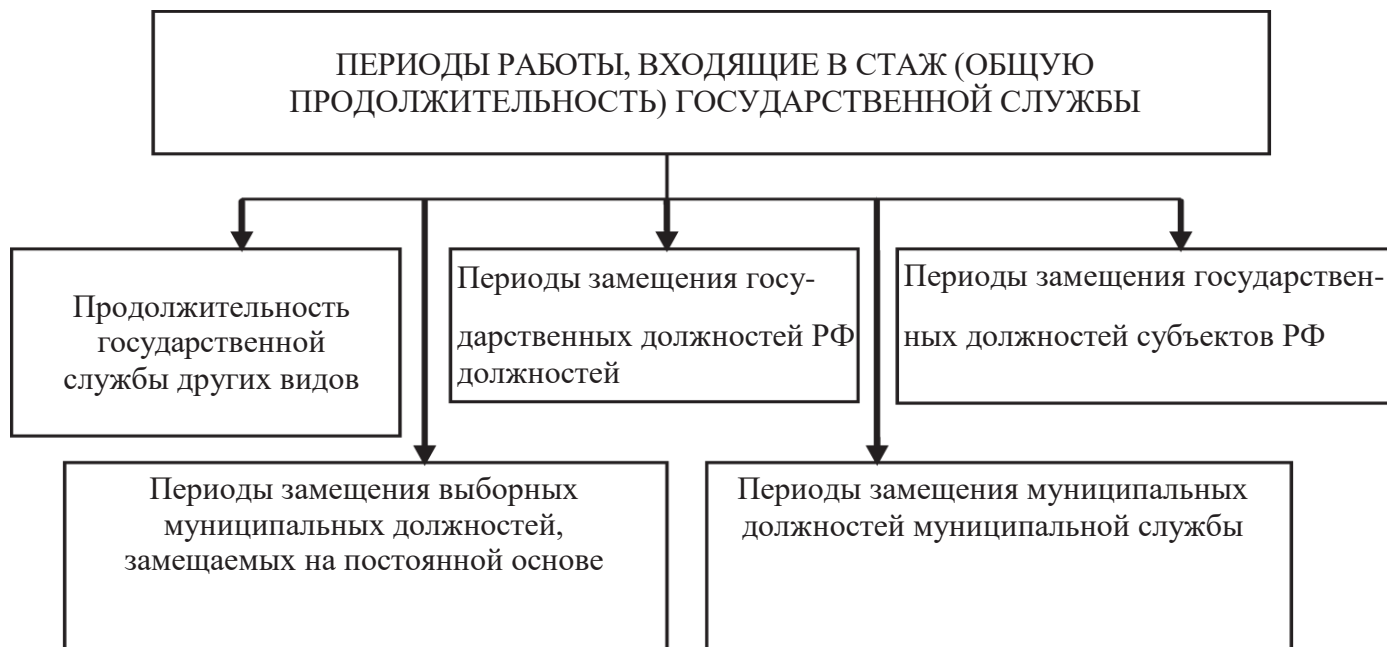 ПЕРИОДЫ РАБОТЫ, ВХОДЯЩИЕ В СТАЖ (ОБЩУЮ
ПРОДОЛЖИТЕЛЬНОСТЬ) ГОСУДАРСТВЕННОЙ СЛУЖБЫ
Продолжительность
государственной
службы других видов
Периоды замещения госу-
дарственных должностей РФ
должностей
Периоды замещения государствен-
ных должностей субъектов РФ
Периоды замещения выборных
муниципальных должностей,
замещаемых на постоянной основе
Периоды замещения муниципальных
должностей муниципальной службы